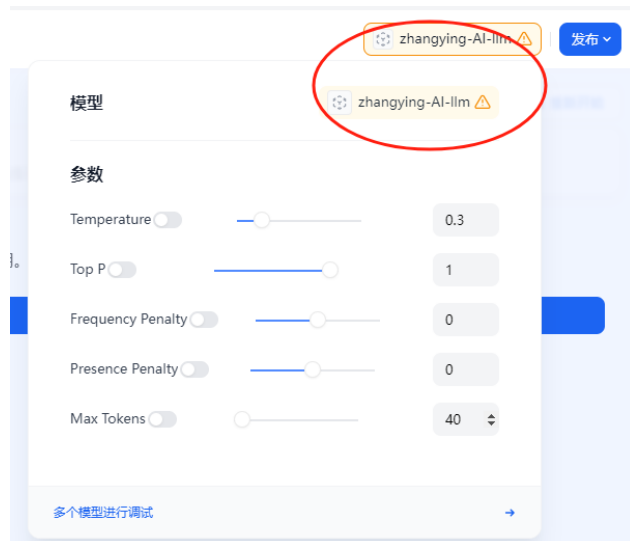 zhangying-AI-llm
发布
模型
zhangying-AI-llm
参数
Temperature
0.3
Top P
1
Frequency Penalty
0
Presence Penalty
0
Max Tokens
40
多个模型进行调试